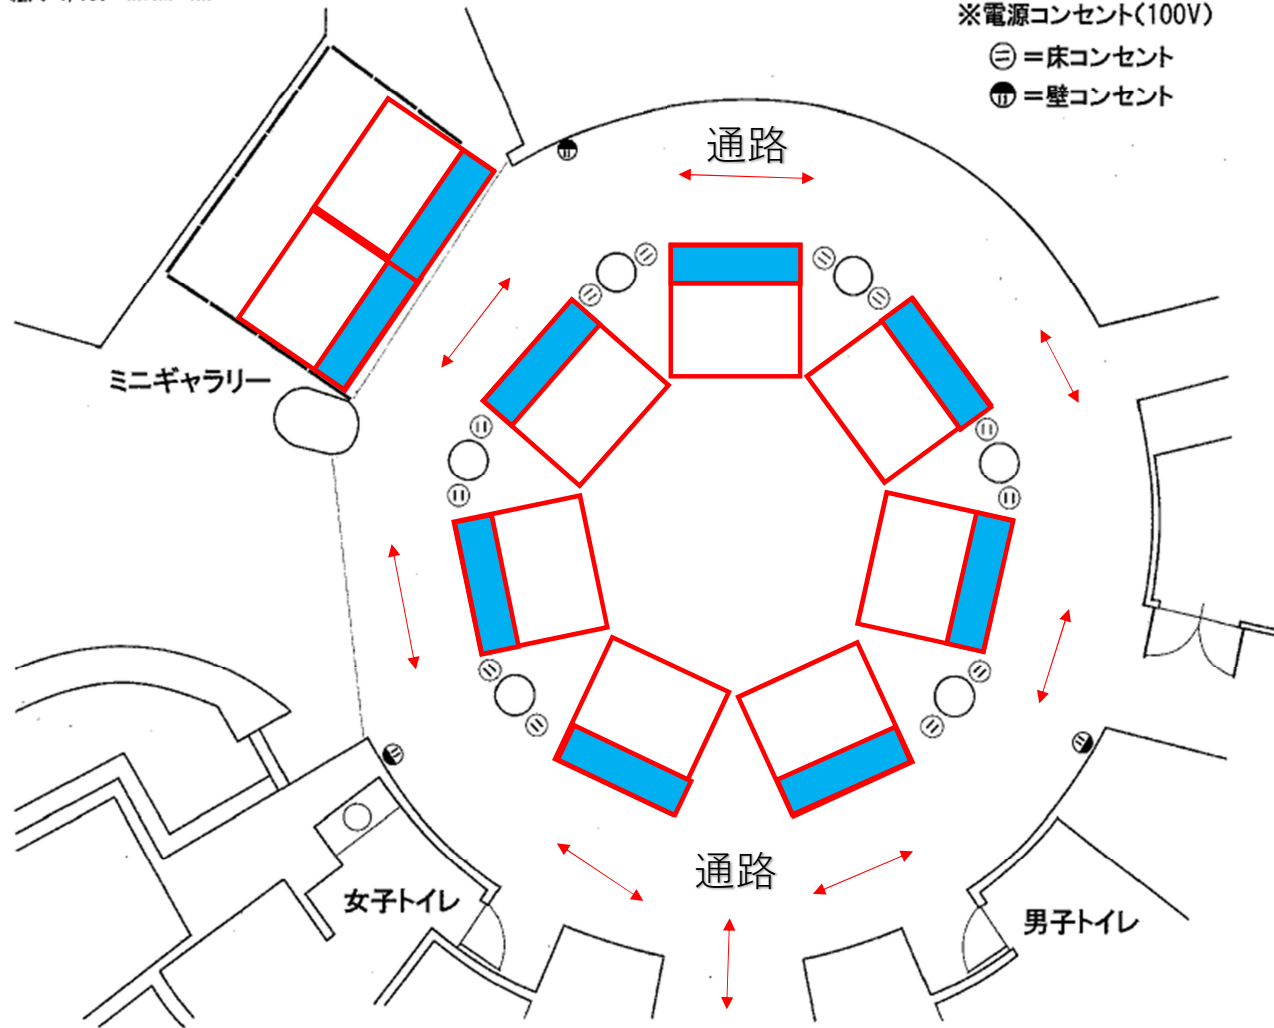 ※電源コンセント(100V)
=床コンセント
=壁コンセント
通路
ミニギャラリー
通路
女子トイレ
男子トイレ